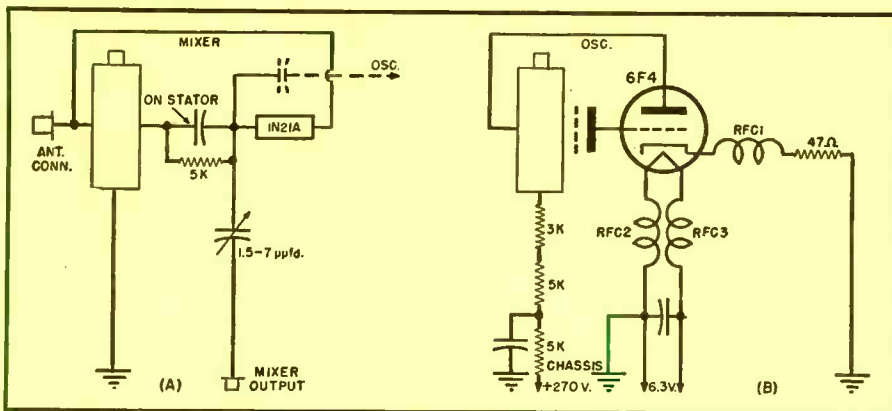 MIXER
OSC.
ON STATOR
1N21A
ANT.
CONN.
5K
1.5-7 μμfd.
MIXER
OUTPUT
(A)
OSC.
6F4
RFC1
47Ω
3K
RFC2
RFC3
5K
5K
CHASSIS
+270 V.
6.3V.
(B)